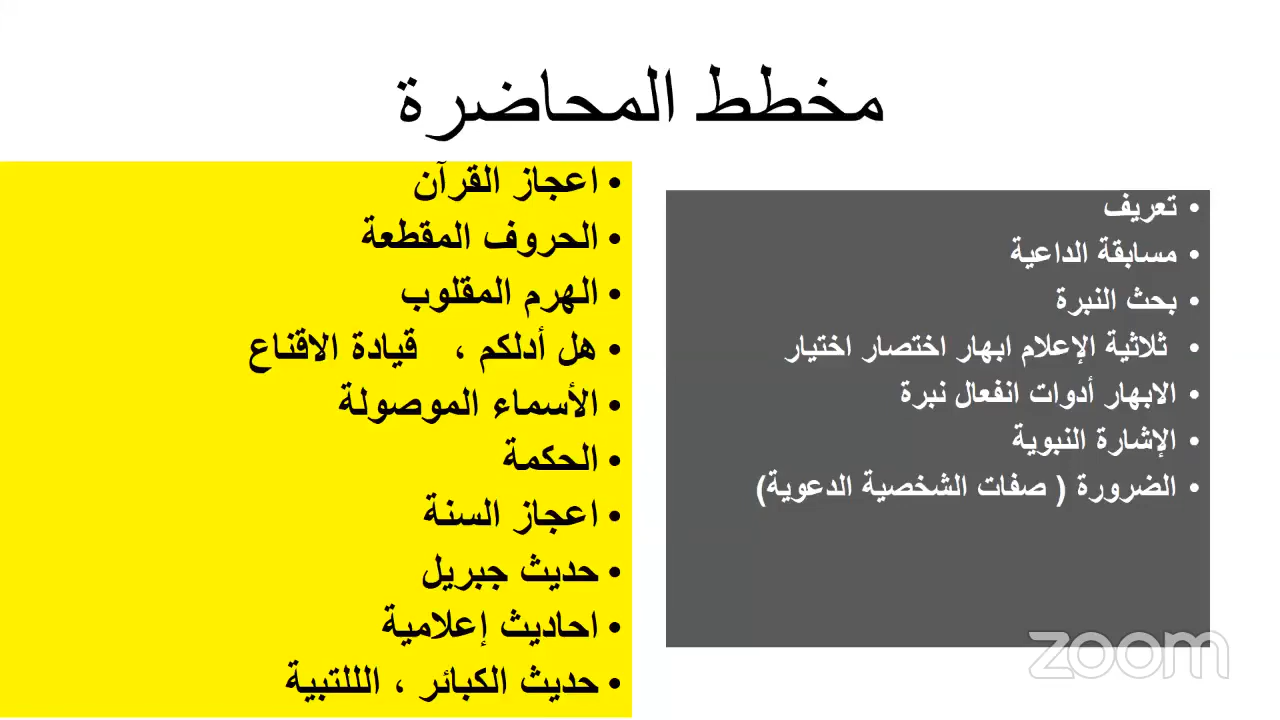 مخطط المحاضرة
• تعريف
• مسابقة الداعية
• بحث النبرة
• ثلاثية الإعلام ابهار اختصار اختيار
• الابهار أدوات انفعال نبرة
• الإشارة النبوية
• الضرورة ( صفات الشخصية الدعوية)
• اعجاز القرآن
• الحروف المقطعة
• الهرم المقلوب
• هل أدلكم ، قيادة الاقناع
• الأسماء الموصولة
• الحكمة
• اعجاز السنة
• حديث جبريل
• احاديث إعلامية
• حديث الكبائر ، الللتبية
zoom